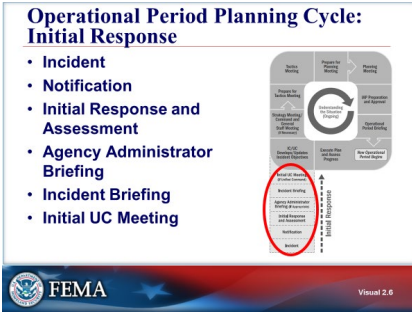 Operational Period Planning Cycle:
Initial Response
• Incident
• Notification
• Initial Response and
Assessment
• Agency Administrator
Briefing
• Incident Briefing
• Initial UC Meeting
Tactics
Meeting
Prepare for
Planning
Meeting
Planning
Meeting
Prepare for
Tactics Meeting
IAP Preparation
and Approval
Understanding
the Situation
(Ongoing)
Strategy Meeting/
Command and
General
Staff Meeting
Operational
Period Briefing
IC/UC
Develops/Updates
Incident Objectives
Execute Plan
and Assess
Progress
New Operational
Period Begins
Initial UC Meeting
Incident Briefing
Agency Administrator
Briefing
Initial Response
and Assessment
Notification
Incident
Initial Response
FEMA
Visual 2.6